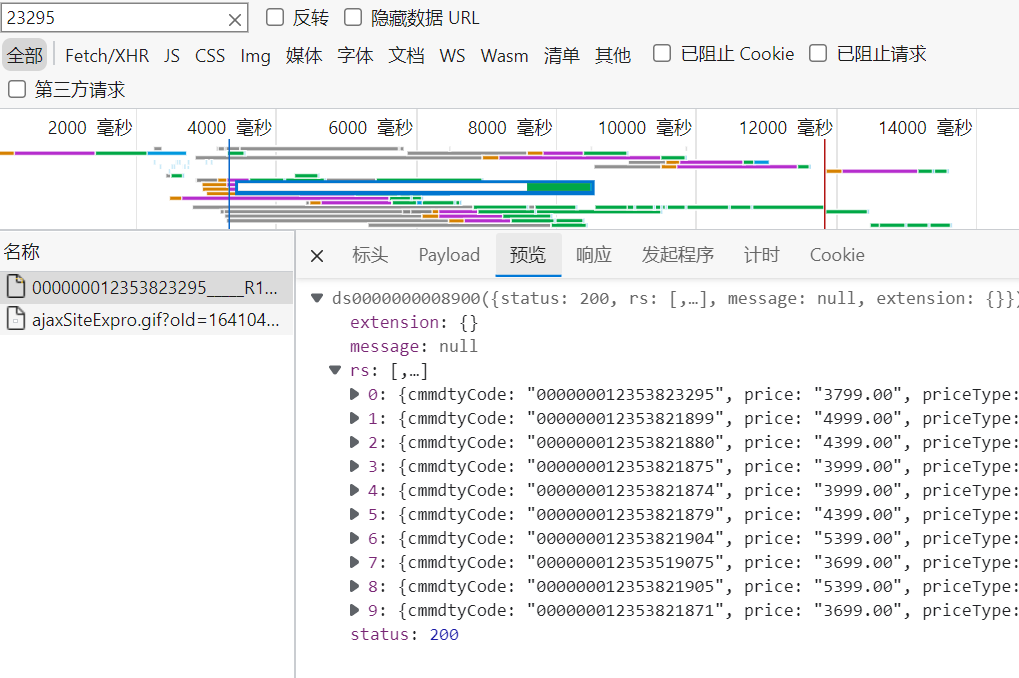 23295 反转 隐藏数据 URL
全部 Fetch/XHR JS CSS Img 媒体 字体 文档 WS Wasm 清单 其他 已阻止 Cookie 已阻止请求
第三方请求
2000 毫秒 4000 毫秒 6000 毫秒 8000 毫秒 10000 毫秒 12000 毫秒 14000 毫秒
名称
000000012353823295_____R1...
ajaxSiteExpro.gif?oId=164104...
标头 Payload 预览 响应 发起程序 计时 Cookie
ds0000000008900({status: 200, rs: [,…], message: null, extension: {}})
extension: {}
message: null
rs: [,…]
0: {cmmdtyCode: "000000012353823295", price: "3799.00", priceType:
1: {cmmdtyCode: "000000012353821899", price: "4999.00", priceType:
2: {cmmdtyCode: "000000012353821880", price: "4399.00", priceType:
3: {cmmdtyCode: "000000012353821875", price: "3999.00", priceType:
4: {cmmdtyCode: "000000012353821874", price: "3999.00", priceType:
5: {cmmdtyCode: "000000012353821879", price: "4399.00", priceType:
6: {cmmdtyCode: "000000012353821904", price: "5399.00", priceType:
7: {cmmdtyCode: "000000012353519075", price: "3699.00", priceType:
8: {cmmdtyCode: "000000012353821905", price: "5399.00", priceType:
9: {cmmdtyCode: "000000012353821871", price: "3699.00", priceType:
status: 200